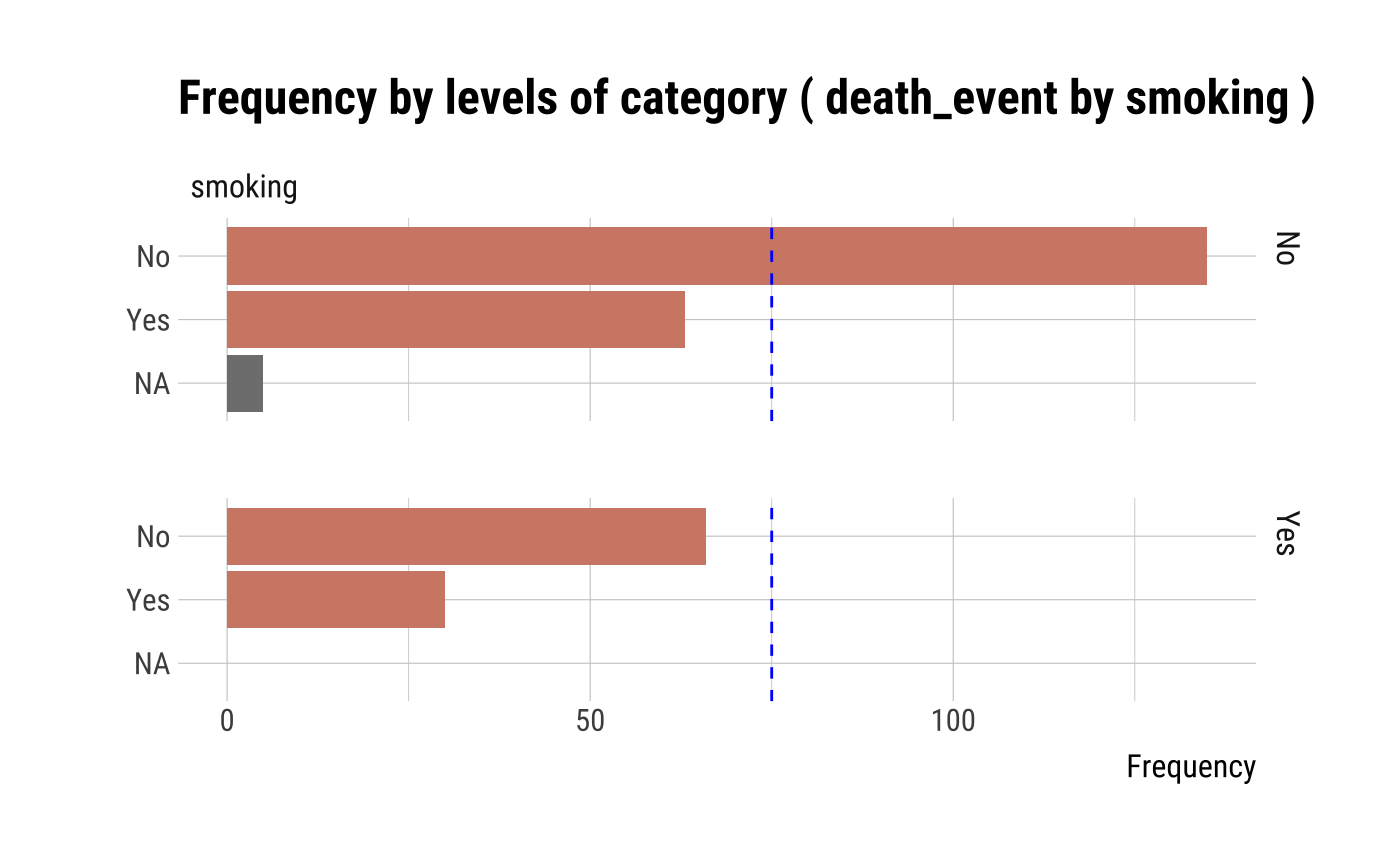 Frequency by levels of category ( death_event by smoking )
smoking
No
No
Yes
NA
No
Yes
Yes
NA
0 50 100
Frequency